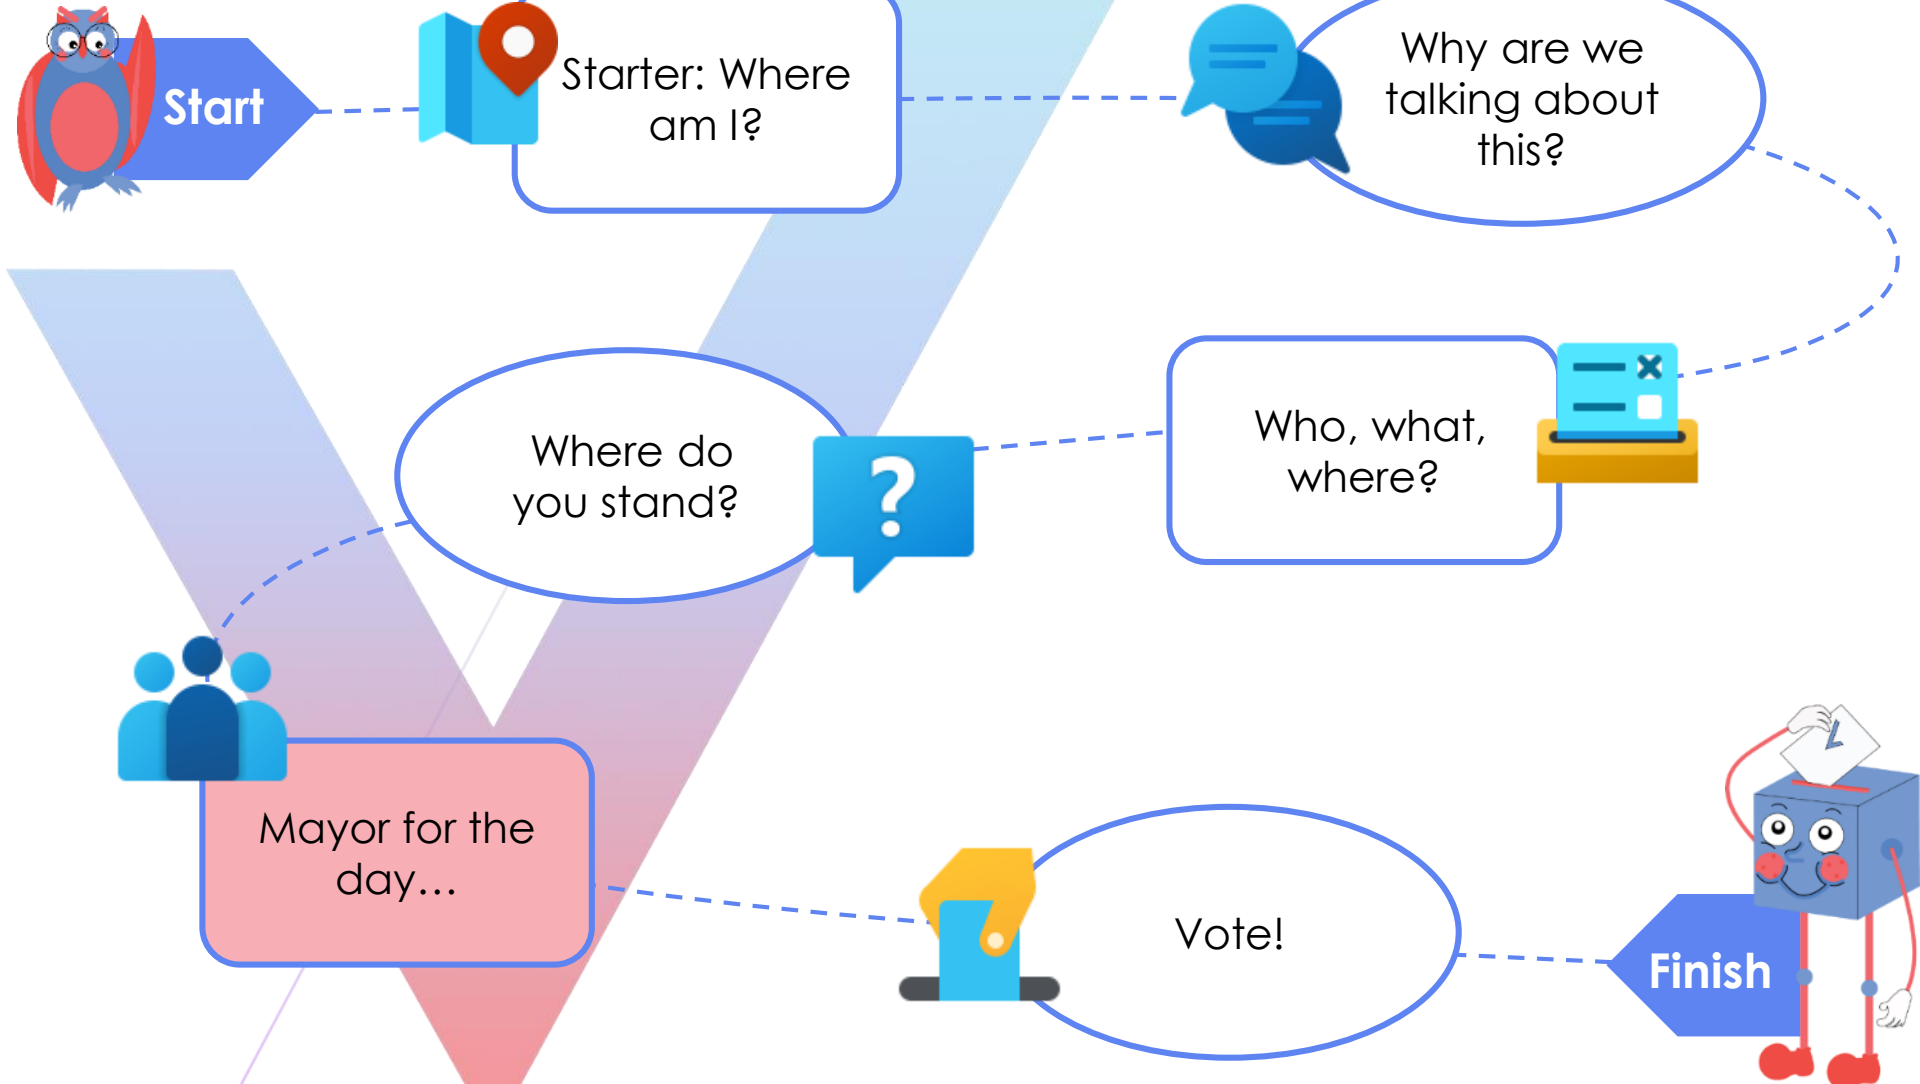 Start
Starter: Where
am I?
Why are we
talking about
this?
Who, what,
where?
Where do
you stand?
?
Mayor for the
day...
Vote!
Finish